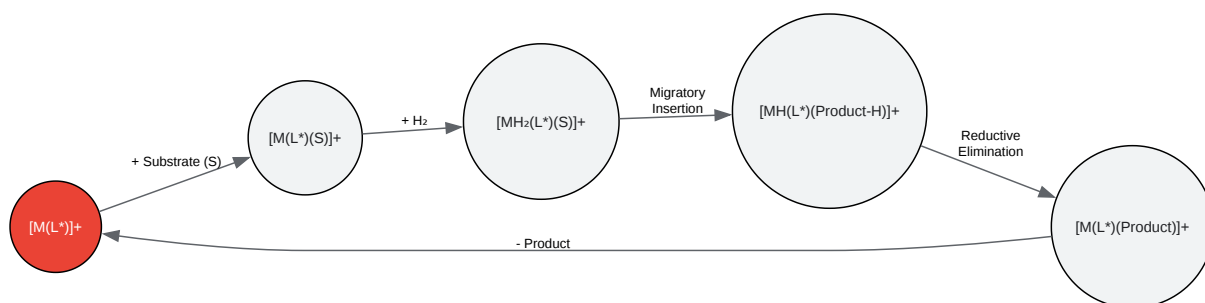 [M(L*)]+
+ Substrate (S)
[M(L*)(S)]+
+ H₂
[MH₂(L*)(S)]+
Migratory
Insertion
[MH(L*)(Product-H)]+
Reductive
Elimination
[M(L*)(Product)]+
- Product